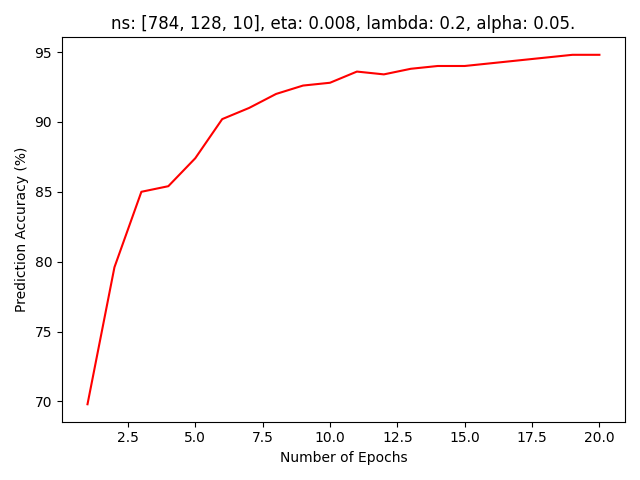 ns: [784, 128, 10], eta: 0.008, lambda: 0.2, alpha: 0.05.
95
90
85
80
75
70
Prediction Accuracy (%)
2.5 5.0 7.5 10.0 12.5 15.0 17.5 20.0
Number of Epochs